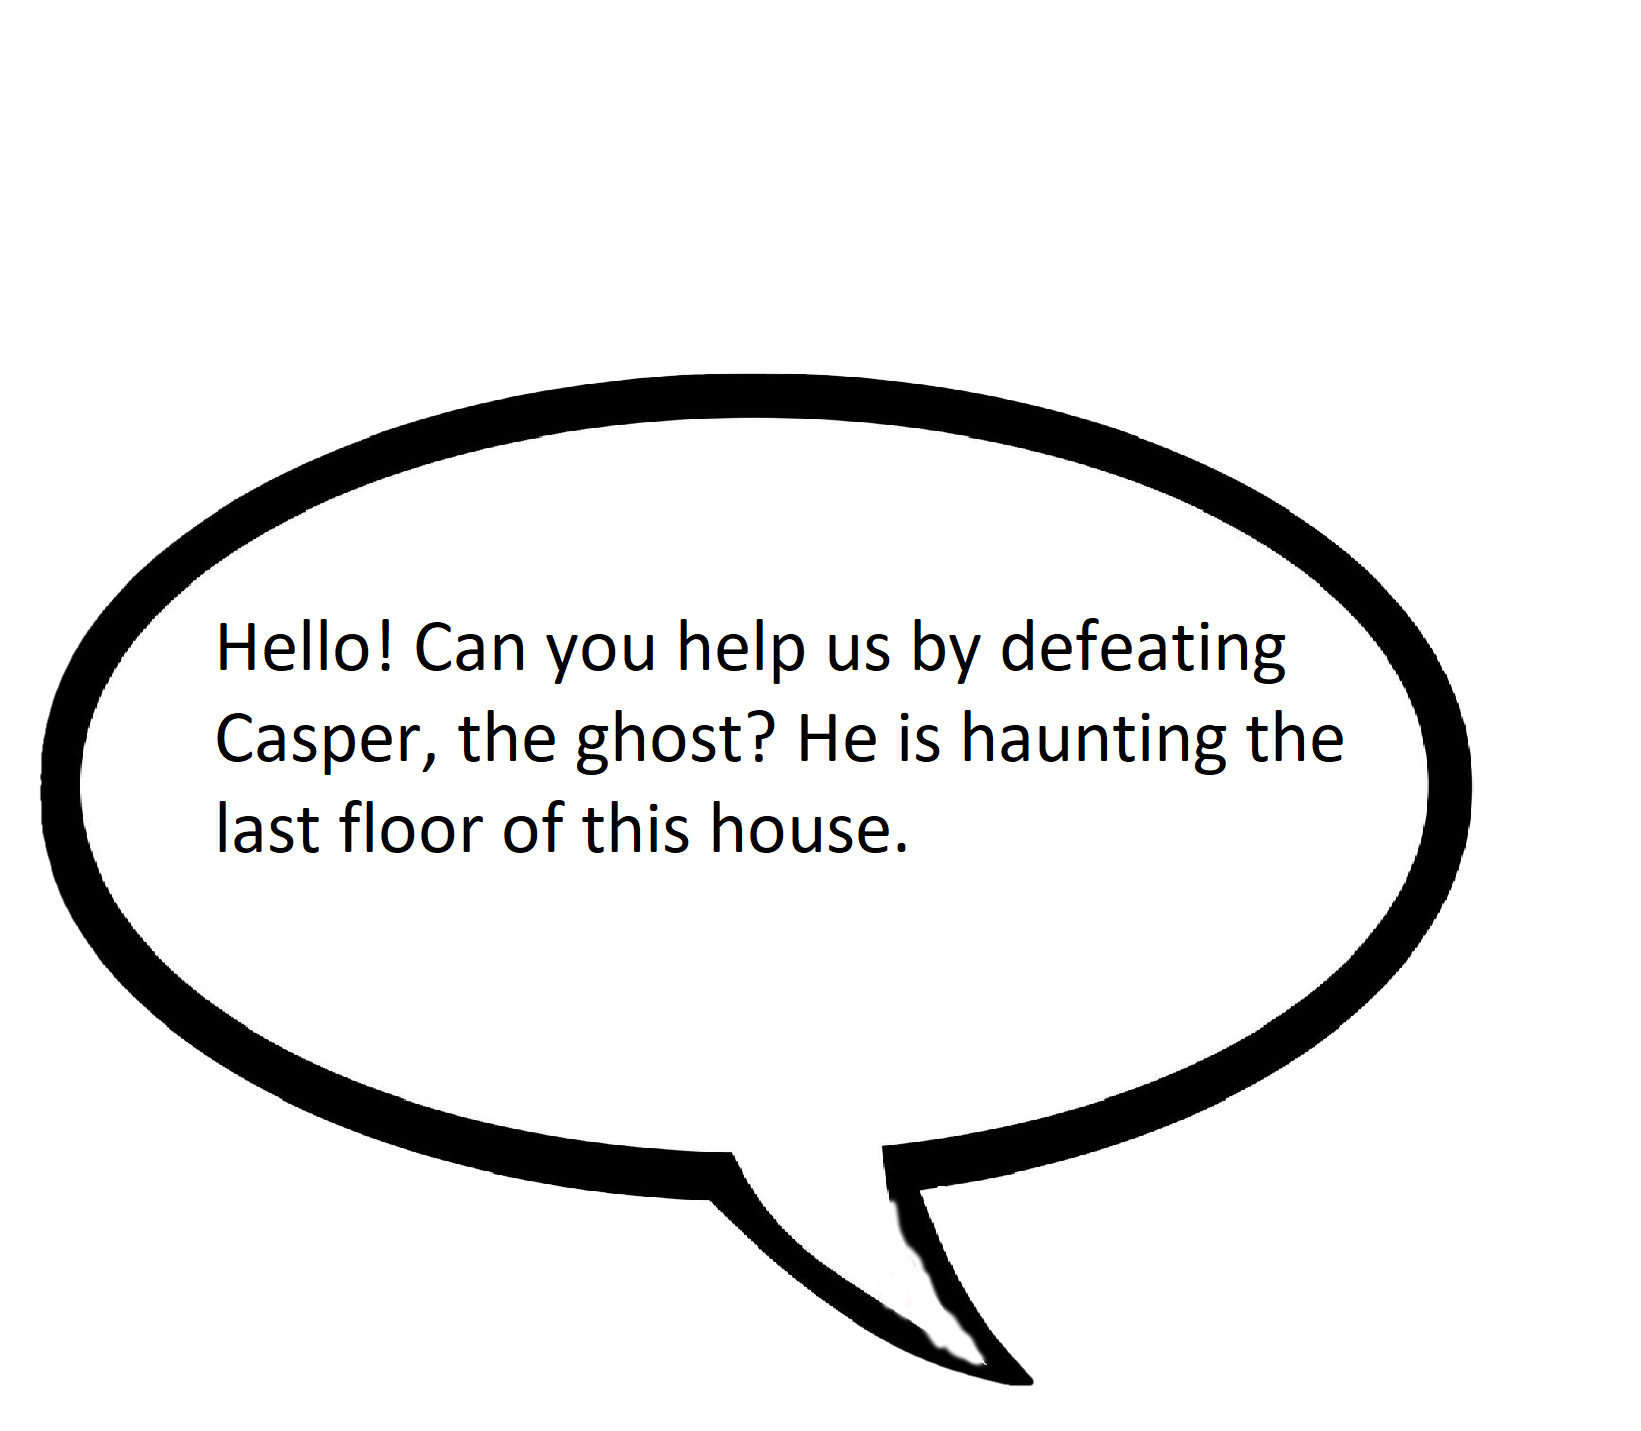 Hello! Can you help us by defeating
Casper, the ghost? He is haunting the
last floor of this house.